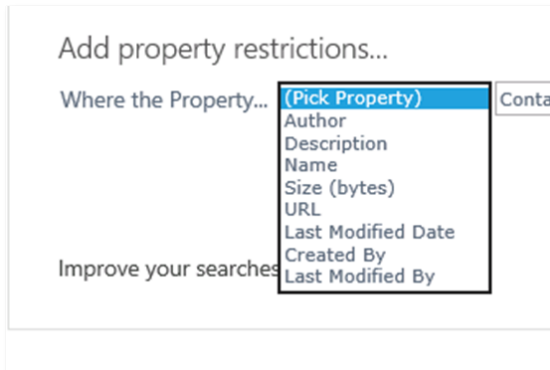 Add property restrictions...
Where the Property... (Pick Property)
Author
Description
Name
Size (bytes)
URL
Last Modified Date
Created By
Last Modified By
Improve your searches